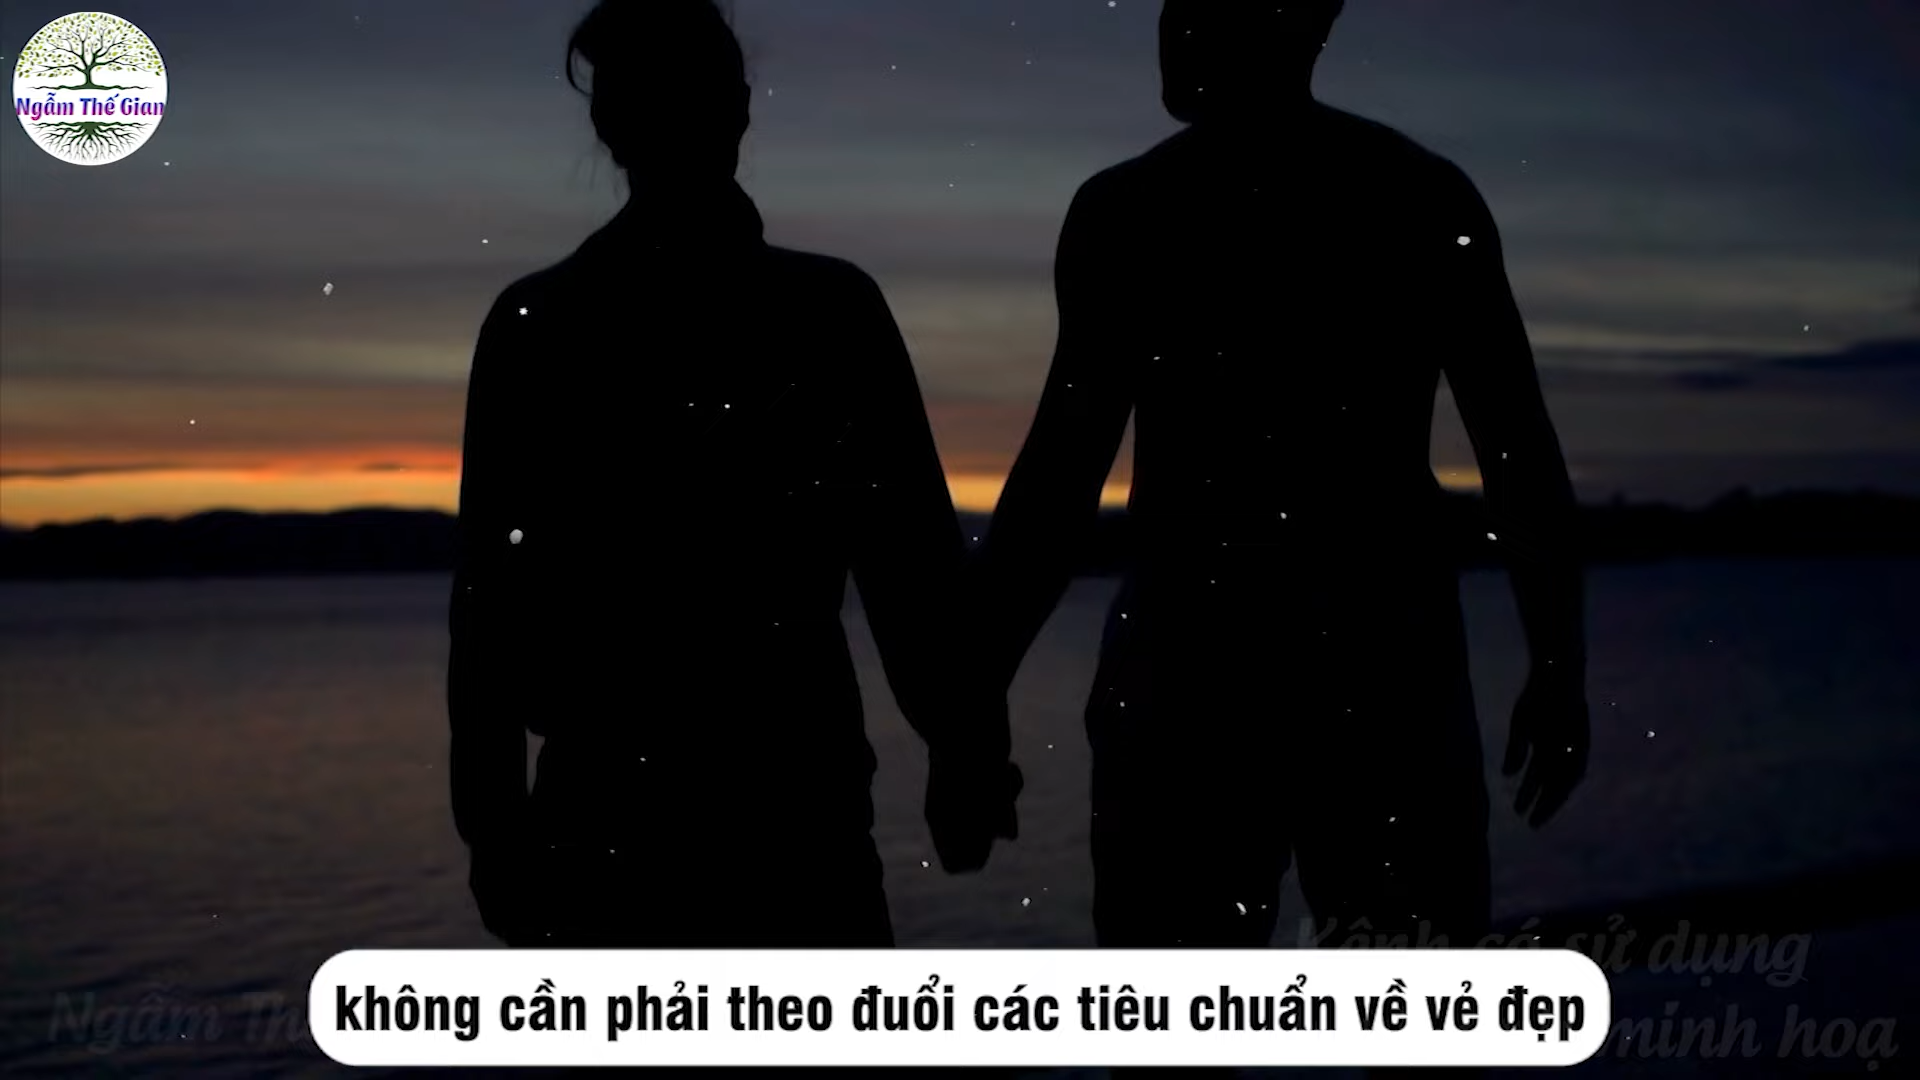 Ngẫm Thế Gian
Kênh có sử dụng
không cần phải theo đuổi các tiêu chuẩn về vẻ đẹp
Ngẫm
minh hoạ